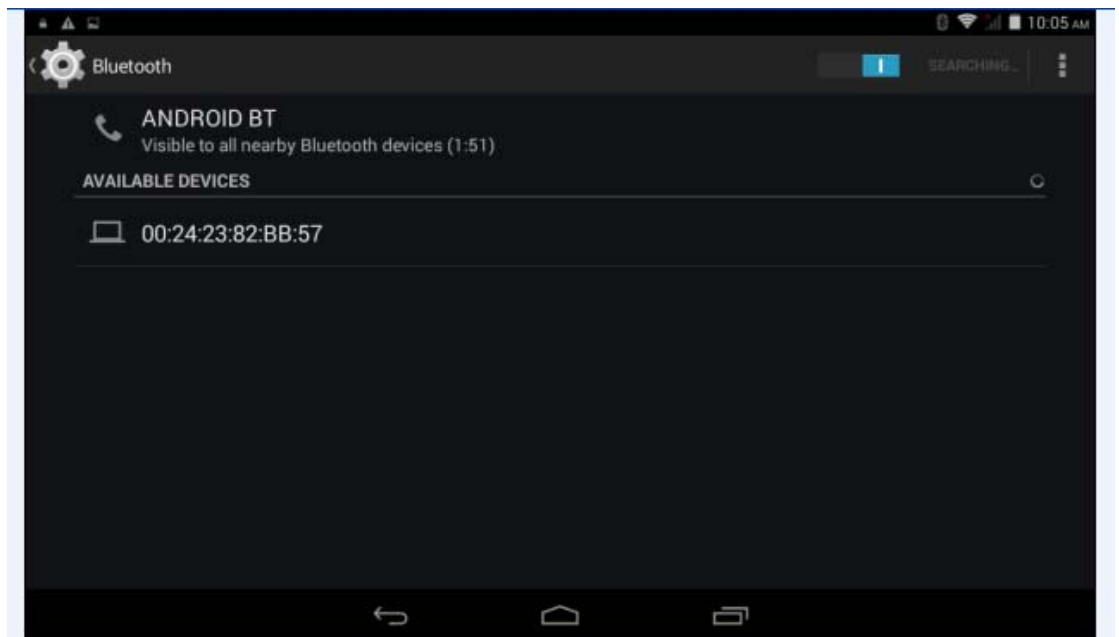 10:05 AM
Bluetooth
SEARCHING...
ANDROID BT
Visible to all nearby Bluetooth devices (1:51)
AVAILABLE DEVICES
00:24:23:82:BB:57